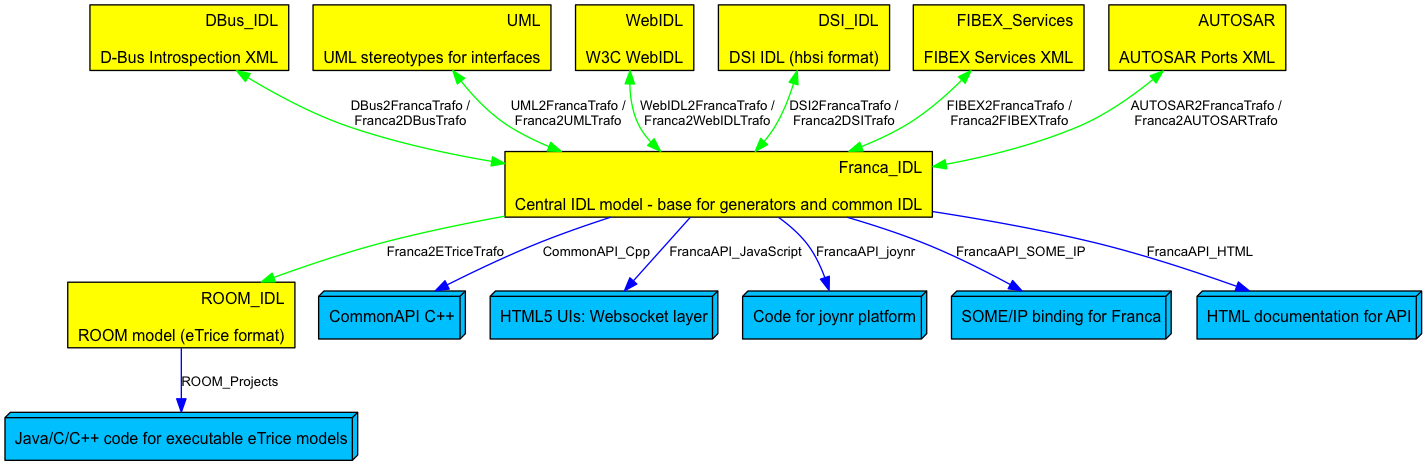 DBus_IDL
D-Bus Introspection XML
UML
UML stereotypes for interfaces
WebIDL
W3C WebIDL
DSI_IDL
DSI IDL (hbsi format)
FIBEX_Services
FIBEX Services XML
AUTOSAR
AUTOSAR Ports XML
DBus2FrancaTrafo /
Franca2DBusTrafo
UML2FrancaTrafo /
Franca2UMLTrafo
WebIDL2FrancaTrafo /
Franca2WebIDLTrafo
DSI2FrancaTrafo /
Franca2DSITrafo
FIBEX2FrancaTrafo /
Franca2FIBEXTrafo
AUTOSAR2FrancaTrafo /
Franca2AUTOSARTrafo
Franca_IDL
Central IDL model - base for generators and common IDL
Franca2ETriceTrafo
CommonAPI_Cpp
FrancaAPI_JavaScript
FrancaAPI_joynr
FrancaAPI_SOME_IP
FrancaAPI_HTML
ROOM_IDL
ROOM model (eTrice format)
CommonAPI C++
HTML5 UIs: Websocket layer
Code for joynr platform
SOME/IP binding for Franca
HTML documentation for API
ROOM_Projects
Java/C/C++ code for executable eTrice models